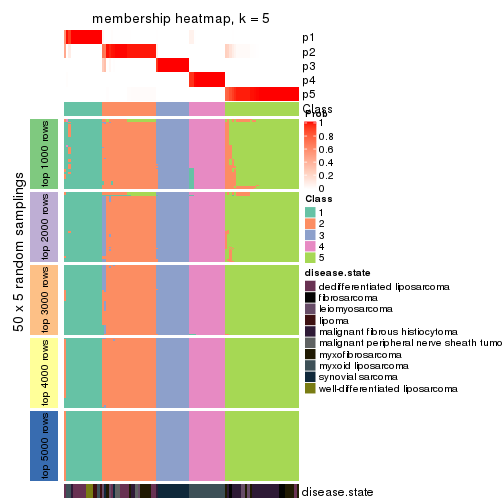 membership heatmap, k = 5
p1
p2
p3
p4
p5
Class
Prob
1
0.8
0.6
0.4
0.2
0
Class
1
2
3
4
5
disease.state
dedifferentiated liposarcoma
fibrosarcoma
leiomyosarcoma
lipoma
malignant fibrous histiocytoma
malignant peripheral nerve sheath tumo
myxofibrosarcoma
myxoid liposarcoma
synovial sarcoma
well-differentiated liposarcoma
50 x 5 random samplings
top 1000 rows
top 2000 rows
top 3000 rows
top 4000 rows
top 5000 rows
disease.state